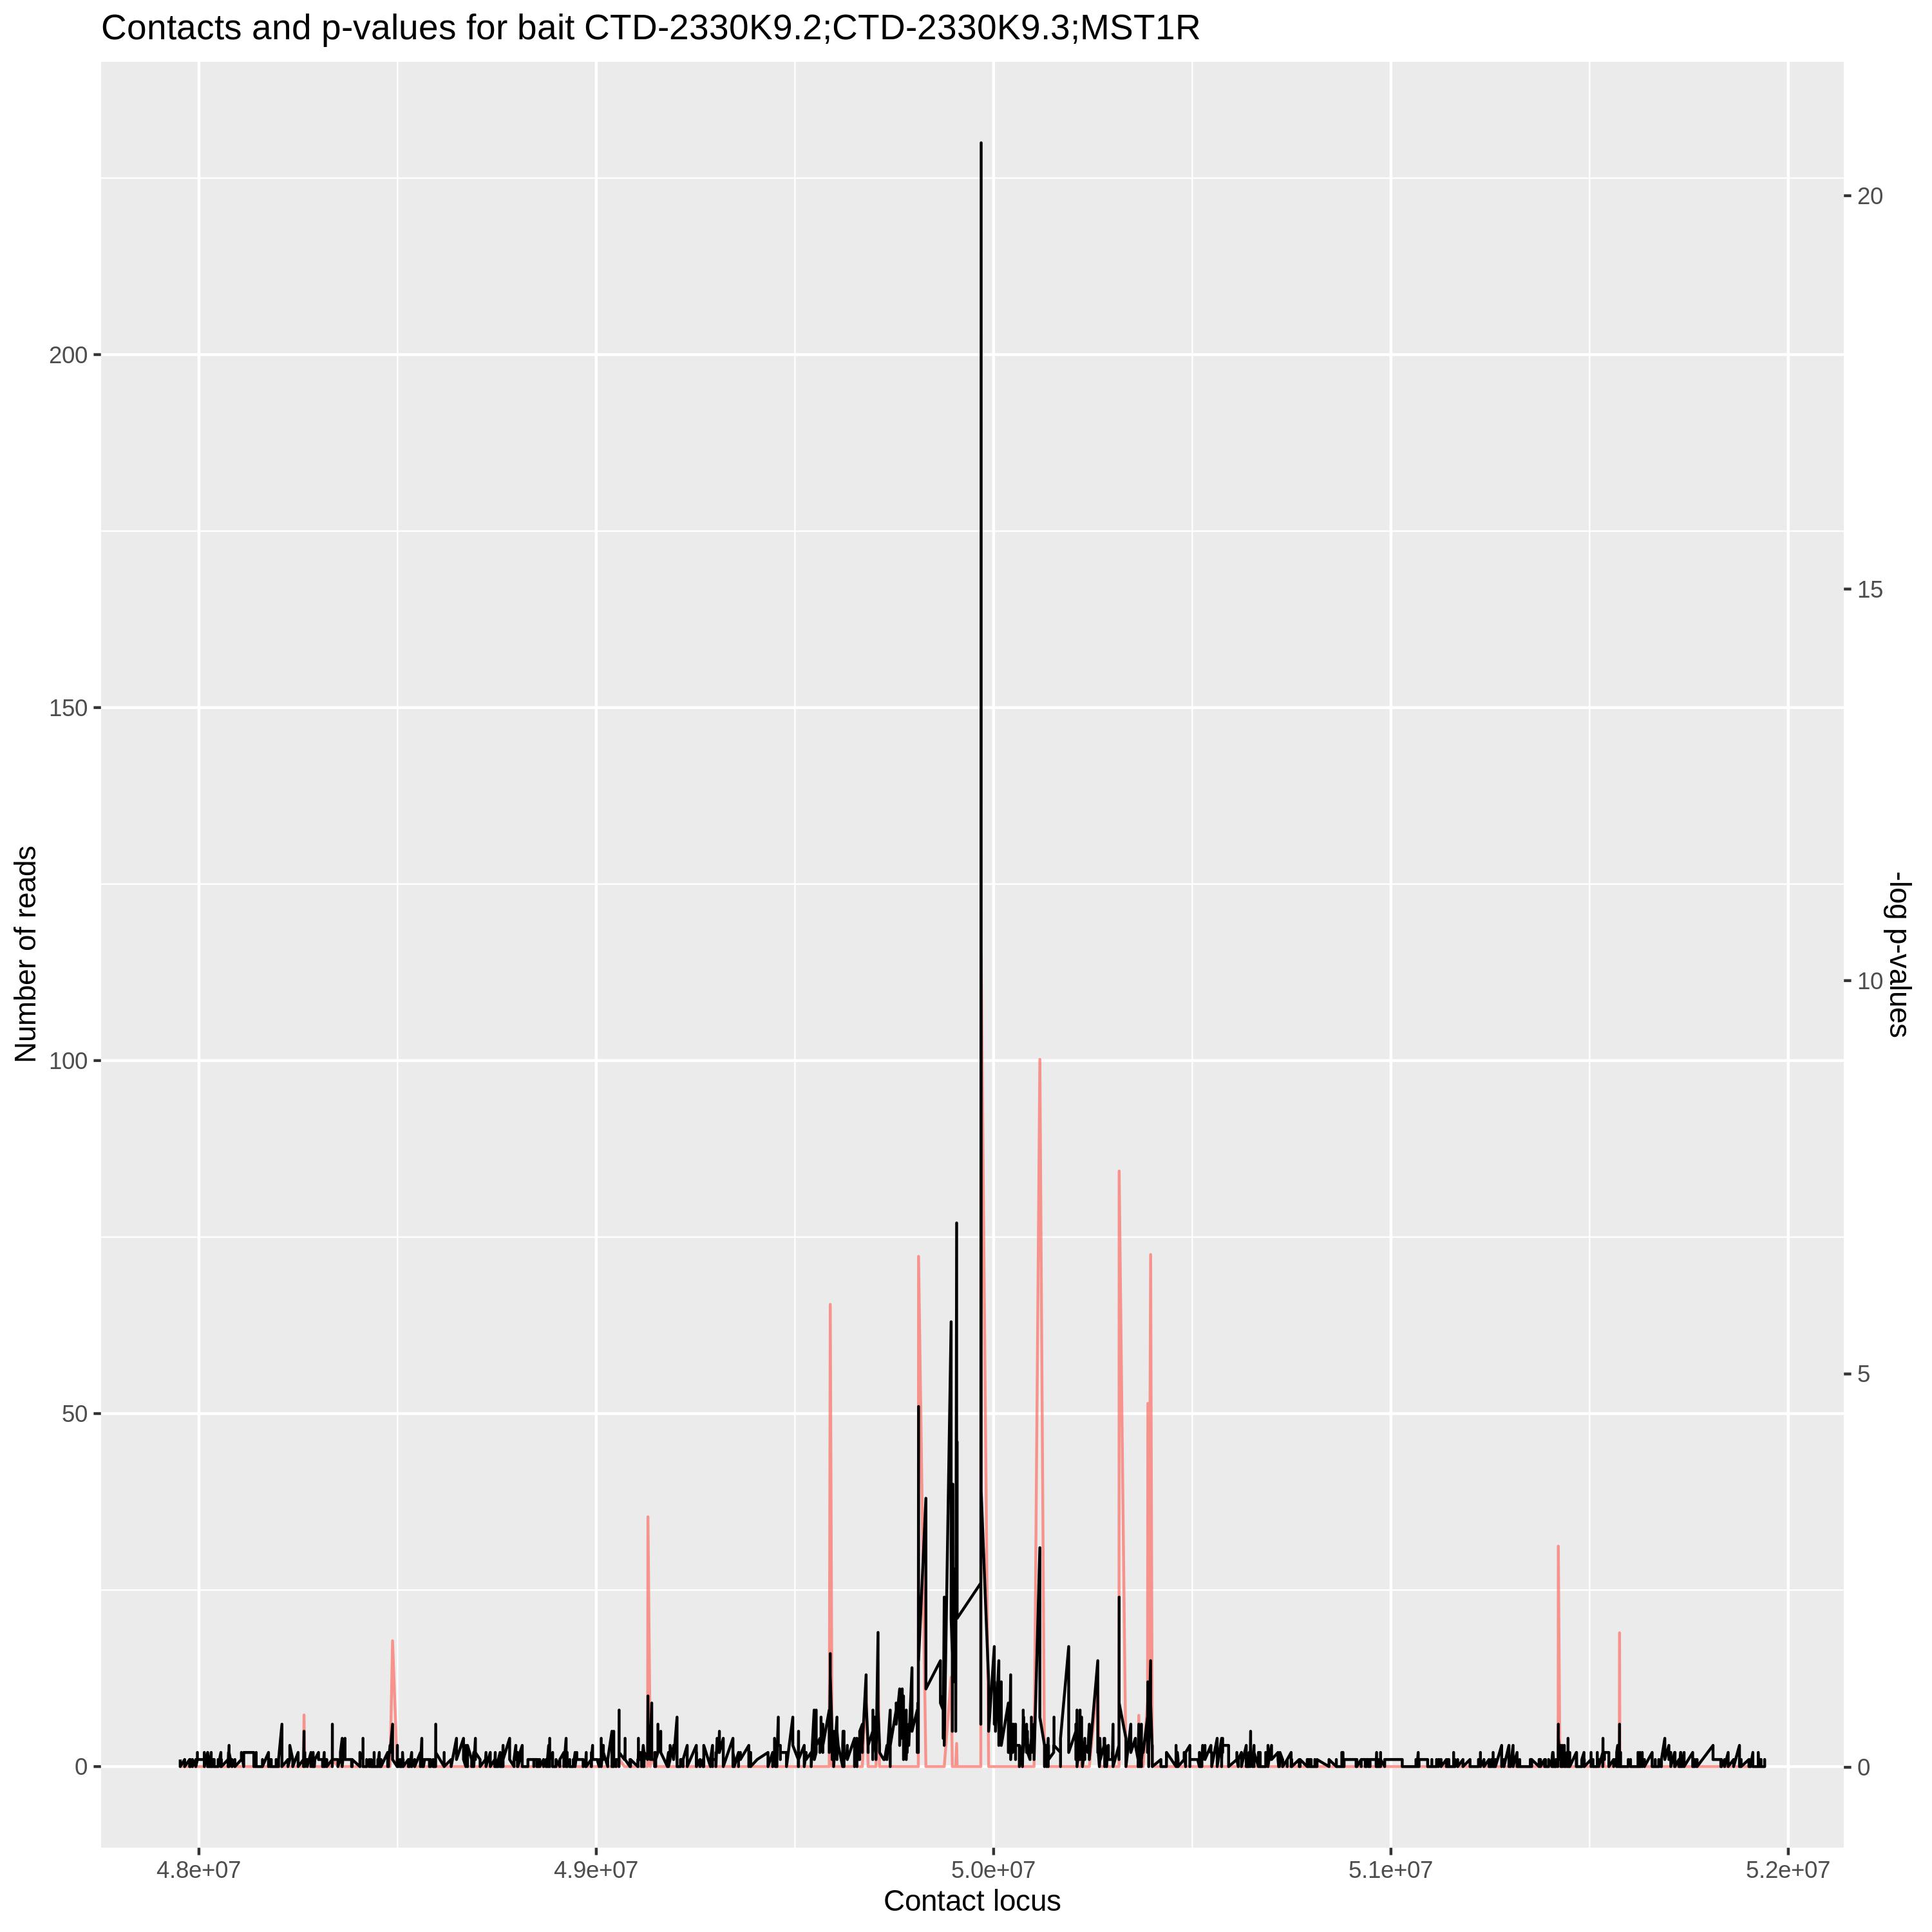 Contacts and p-values for bait CTD-2330K9.2;CTD-2330K9.3;MST1R
Number of reads
200
150
100
50
0
20
15
10
5
0
-log p-values
4.8e+07 4.9e+07 5.0e+07 5.1e+07 5.2e+07
Contact locus